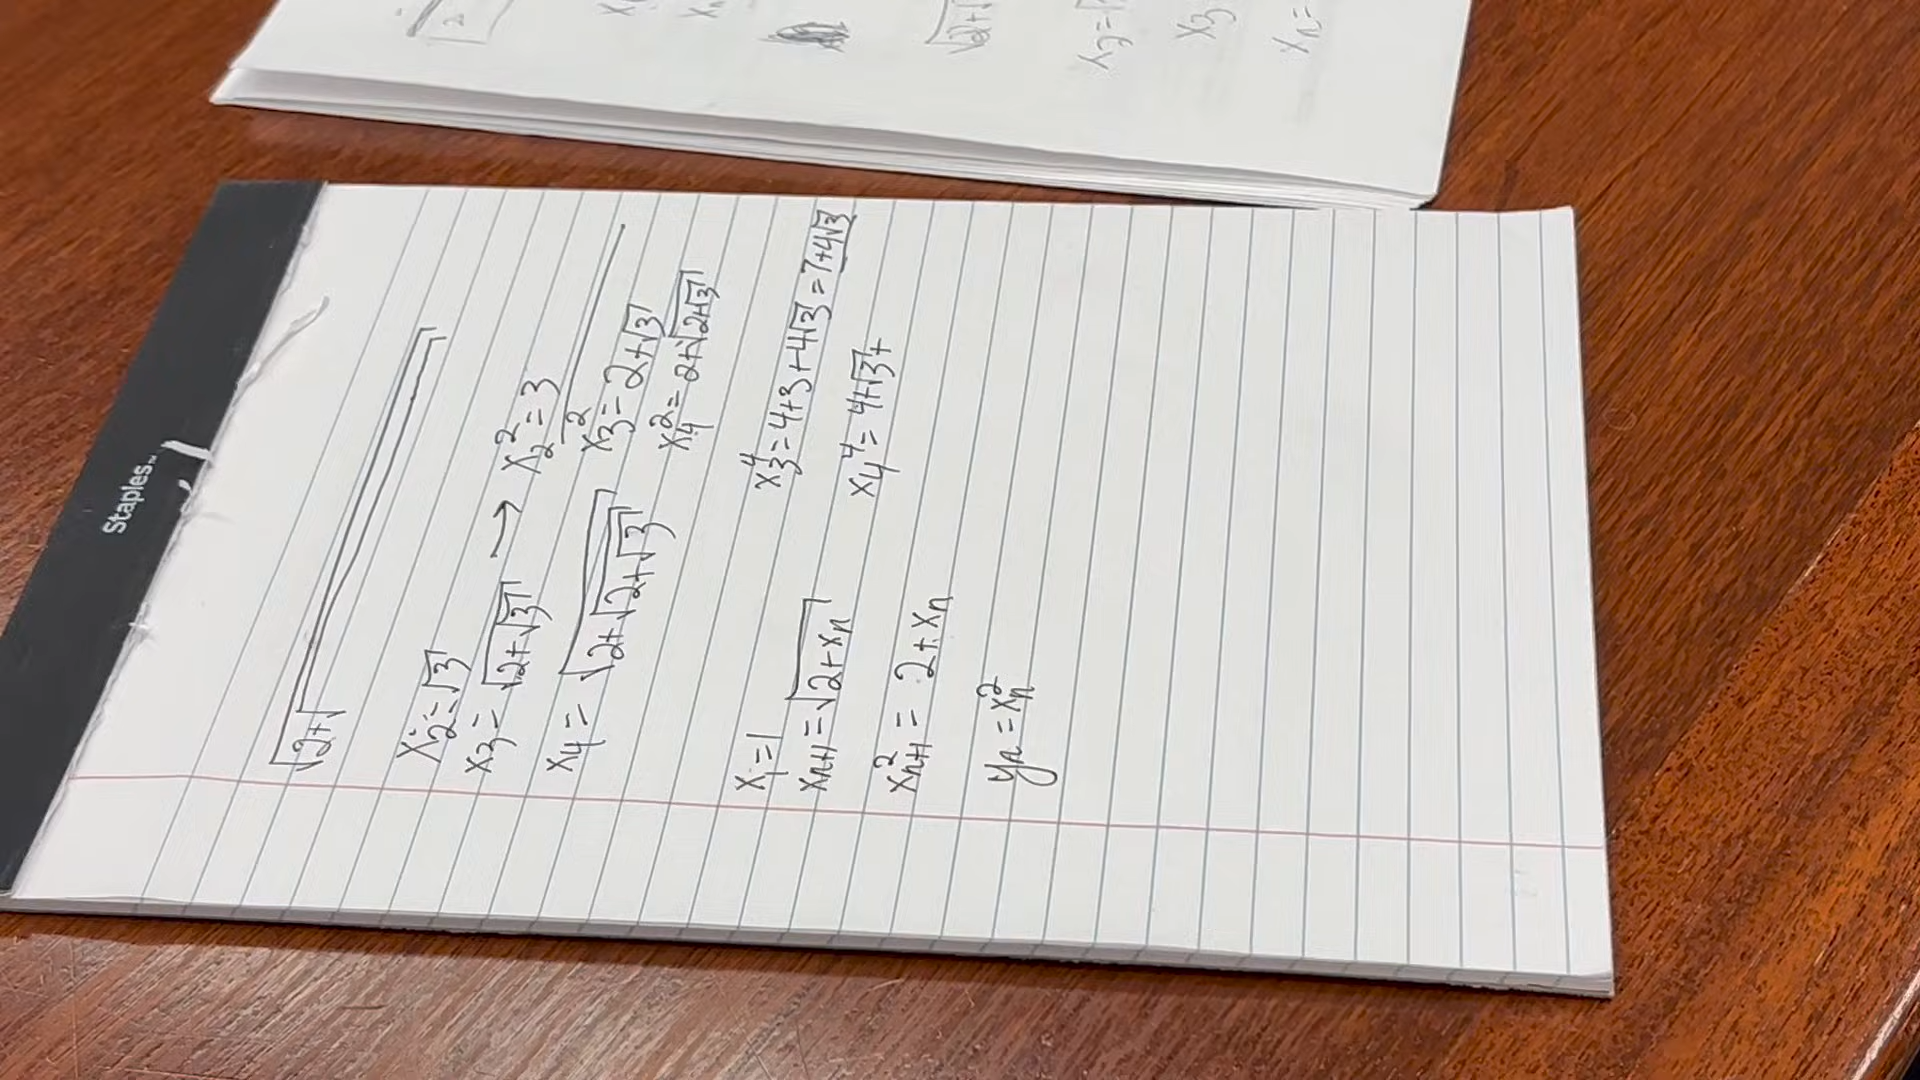 Staples
√2+√
x₂=√3
x₃=√2+√3 → x₂²=3
x₄=√2+√2+√3
x₃²=2+√3
x₄²=2+√2+√3
x₁=1
x₃⁴=4+3+4√3=7+4√3
xₙ₊₁=√2+xₙ
x₄⁴=4+√3+
xₙ₊₁²=2+xₙ
yₙ=xₙ²
x₃
xₙ=